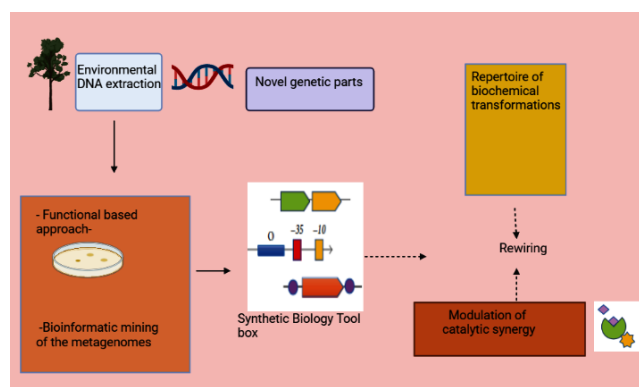 Environmental
DNA extraction
Novel genetic parts
Repertoire of
biochemical
transformations
- Functional based
approach-
-Bioinformatic mining
of the metagenomes
O
-35
-10
Synthetic Biology Tool
box
Rewiring
Modulation of
catalytic synergy